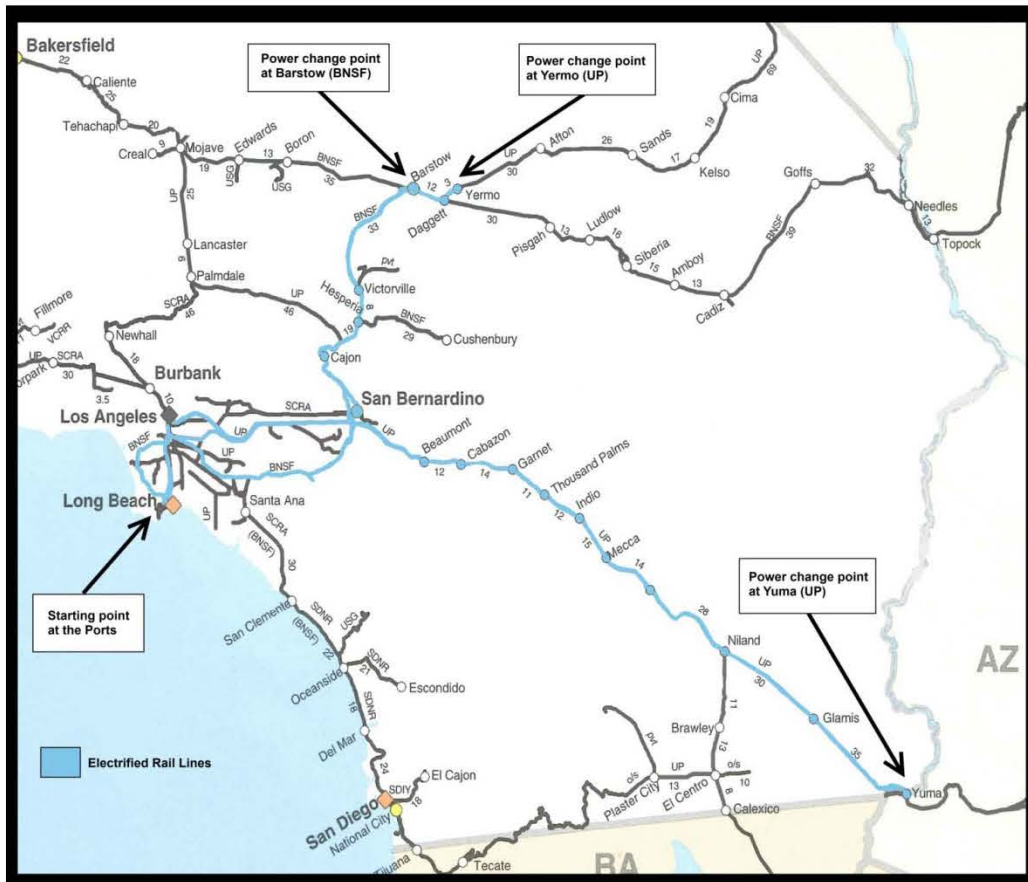 Bakersfield
22
Caliente
25
Tehachapi
20
9
Creal
Mojave
19
Edwards
USG
13
Boron
USG
BNSF
35
Power change point
at Barstow (BNSF)
Power change point
at Yermo (UP)
Barstow
12
3
Yermo
Daggett
UP
30
Afton
26
Sands
17
Kelso
19
Cima
UP
69
30
Pisgah
13
Ludlow
16
Siberia
15
Amboy
13
Cadiz
BNSF
39
Goffs
32
Needles
13
Topock
UP
25
Lancaster
9
Palmdale
SCRA
46
UP
46
Newhall
18
BNSF
33
pvt
Victorville
Hesperia
8
19
BNSF
29
Cushenbury
Cajon
Fillmore
11
VCRR
UP
SCRA
orpark
30
3.5
Burbank
10
Los Angeles
SCRA
UP
San Bernardino
UP
BNSF
UP
BNSF
Long Beach
UP
Santa Ana
SCRA
(BNSF)
30
Beaumont
12
Cabazon
14
Garnet
11
Thousand Palms
12
Indio
UP
15
Mecca
14
28
Niland
UP
30
Glamis
35
Yuma
Power change point
at Yuma (UP)
AZ
Starting point
at the Ports
San Clemente
SDNR
(BNSF)
USG
22
Oceanside
21
SDNR
Escondido
18
SDNR
Del Mar
24
El Cajon
SDIY
18
San Diego
National City
Tijuana
Tecate
11
Brawley
13
pvt
o/s
UP
13
o/s
10
Plaster City
El Centro
8
Calexico
BA
Electrified Rail Lines